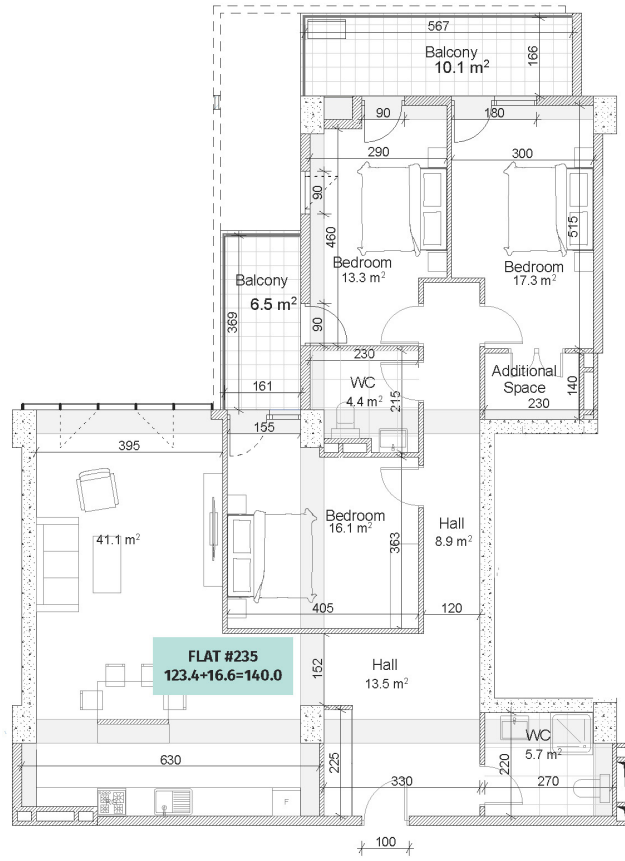 567
Balcony
10.1 m²
166
90
180
290
300
90
460
515
Bedroom
13.3 m²
Bedroom
17.3 m²
Balcony
6.5 m²
369
90
230
WC
4.4 m²
215
Additional
Space
140
230
161
155
395
Bedroom
16.1 m²
363
Hall
8.9 m²
41.1 m²
405
120
FLAT #235
123.4+16.6=140.0
152
Hall
13.5 m²
WC
5.7 m²
630
225
330
220
270
F
100